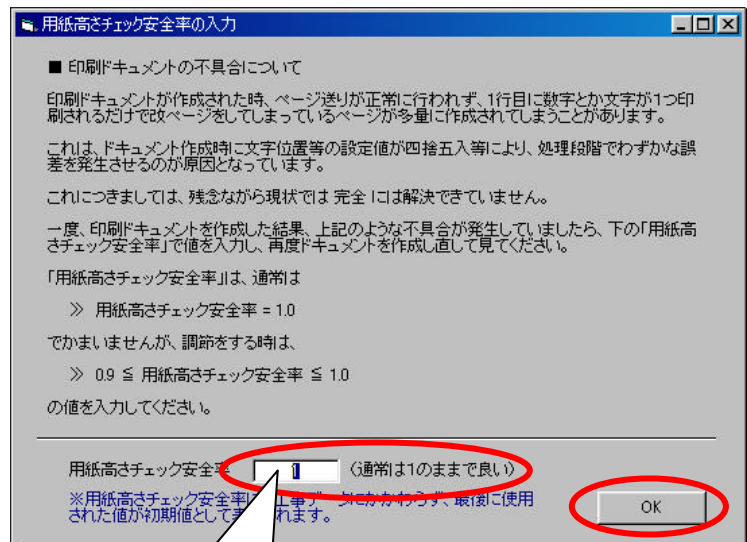 用紙高さチェック安全率の入力
■ 印刷ドキュメントの不具合について
印刷ドキュメントが作成された時、ページ送りが正常に行われず、1行目に数字とか文字が1つ印
刷されるだけで改ページをしてしまっているページが多量に作成されてしまうことがあります。
これは、ドキュメント作成時に文字位置等の設定値が四捨五入等により、処理段階でわずかな誤
差を発生させるのが原因となっています。
これにつきましては、残念ながら現状では 完全 には解決できていません。
一度、印刷ドキュメントを作成した結果、上記のような不具合が発生していましたら、下の「用紙高
さチェック安全率」で値を入力し、再度ドキュメントを作成し直して見てください。
「用紙高さチェック安全率」は、通常は
≫ 用紙高さチェック安全率 = 1.0
でかまいませんが、調節をする時は、
≫ 0.9 ≦ 用紙高さチェック安全率 ≦ 1.0
の値を入力してください。
用紙高さチェック安全率 1 (通常は1のままで良い)
※用紙高さチェック安全率は 工事データにかかわらず、最後に使用
された値が初期値として表 れます。
OK